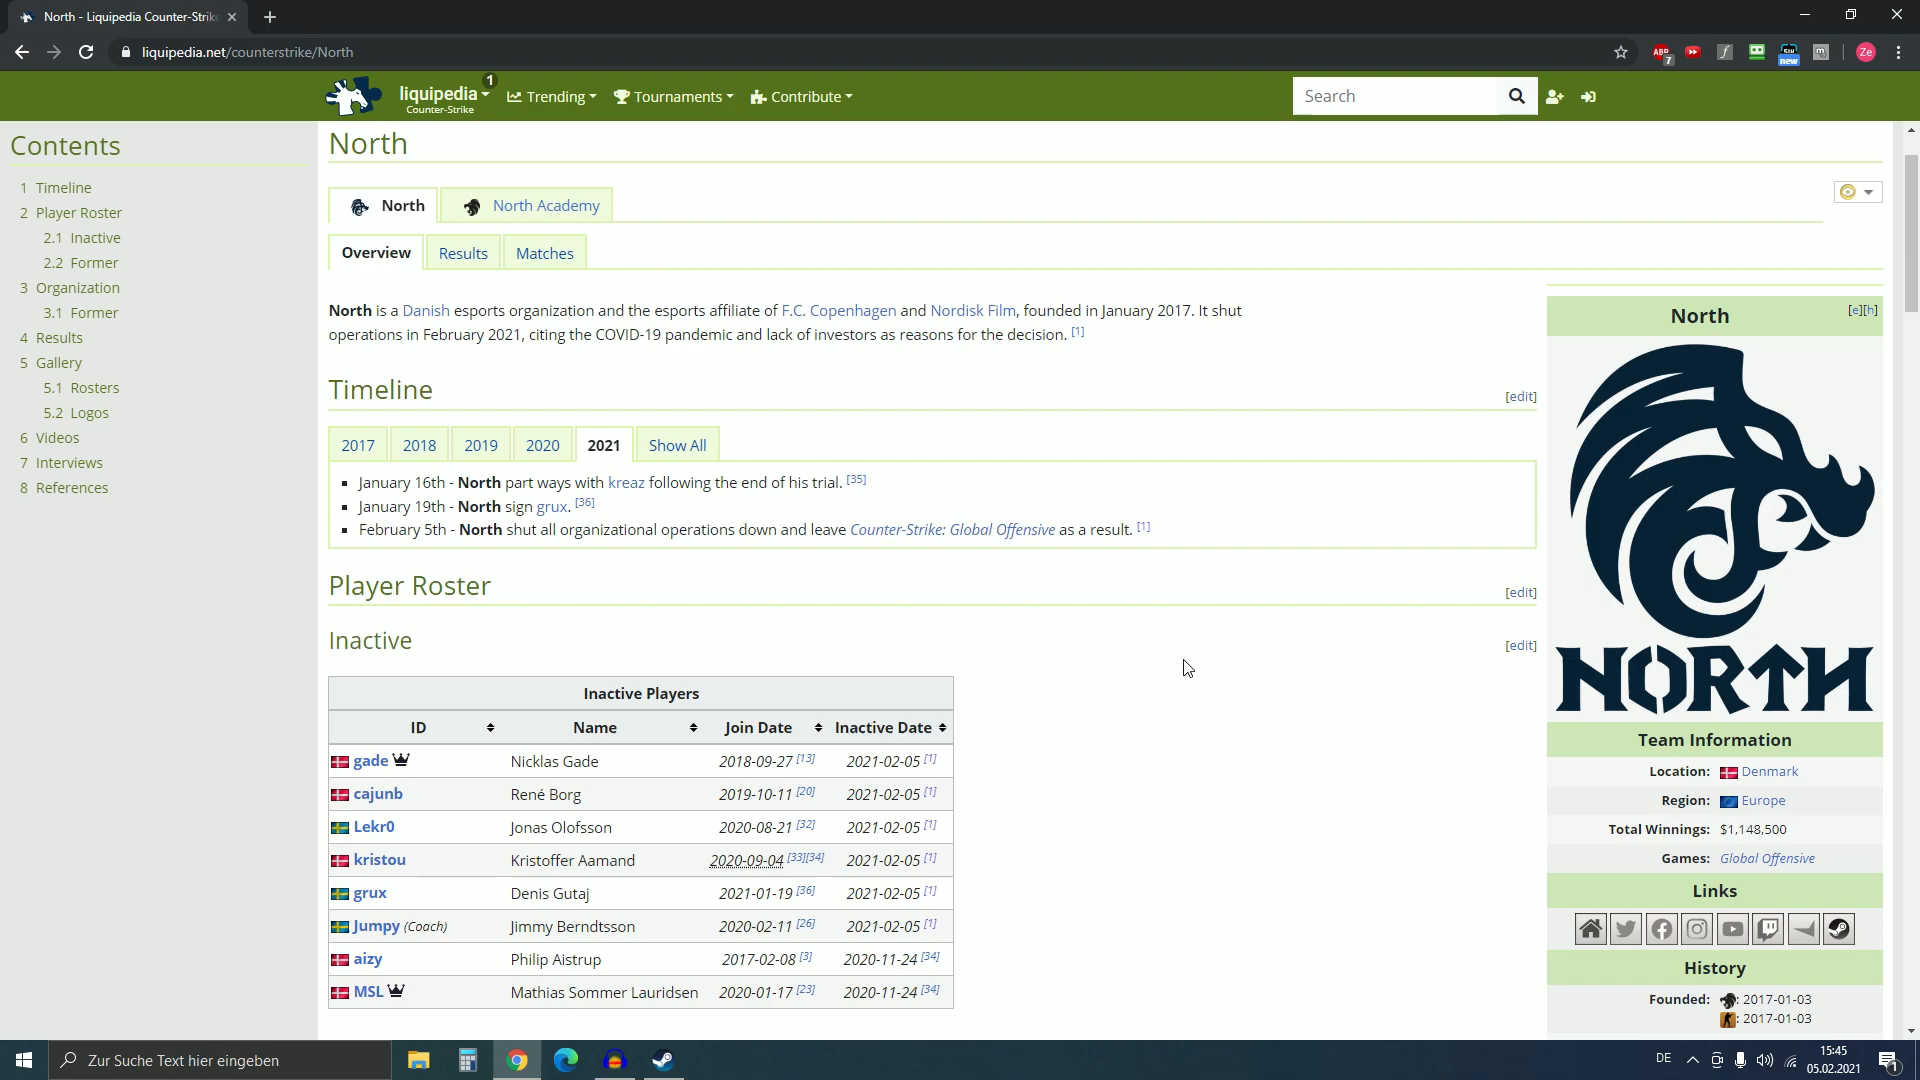 North - Liquipedia Counter-Strik
liquipedia.net/counterstrike/North
ABP
7
f
new
Ze
liquipedia
1
Counter-Strike
Trending
Tournaments
Contribute
Search
Contents
1 Timeline
2 Player Roster
2.1 Inactive
2.2 Former
3 Organization
3.1 Former
4 Results
5 Gallery
5.1 Rosters
5.2 Logos
6 Videos
7 Interviews
8 References
North
North
North Academy
Overview
Results
Matches
North is a Danish esports organization and the esports affiliate of F.C. Copenhagen and Nordisk Film, founded in January 2017. It shut
operations in February 2021, citing the COVID-19 pandemic and lack of investors as reasons for the decision. [1]
Timeline
[edit]
2017 2018 2019 2020 2021 Show All
January 16th - North part ways with kreaz following the end of his trial. [35]
January 19th - North sign grux. [36]
February 5th - North shut all organizational operations down and leave Counter-Strike: Global Offensive as a result. [1]
Player Roster
[edit]
Inactive
[edit]
Inactive Players
ID Name Join Date Inactive Date
gade Nicklas Gade 2018-09-27 [13] 2021-02-05 [1]
cajunb René Borg 2019-10-11 [20] 2021-02-05 [1]
Lekr0 Jonas Olofsson 2020-08-21 [32] 2021-02-05 [1]
kristou Kristoffer Aamand 2020-09-04 [33][34] 2021-02-05 [1]
grux Denis Gutaj 2021-01-19 [36] 2021-02-05 [1]
Jumpy (Coach) Jimmy Berndtsson 2020-02-11 [26] 2021-02-05 [1]
aizy Philip Aistrup 2017-02-08 [3] 2020-11-24 [34]
MSL Mathias Sommer Lauridsen 2020-01-17 [23] 2020-11-24 [34]
North
[e][h]
NORTH
Team Information
Location: Denmark
Region: Europe
Total Winnings: $1,148,500
Games: Global Offensive
Links
History
Founded: : 2017-01-03
: 2017-01-03
Zur Suche Text hier eingeben
DE
15:45
05.02.2021
1